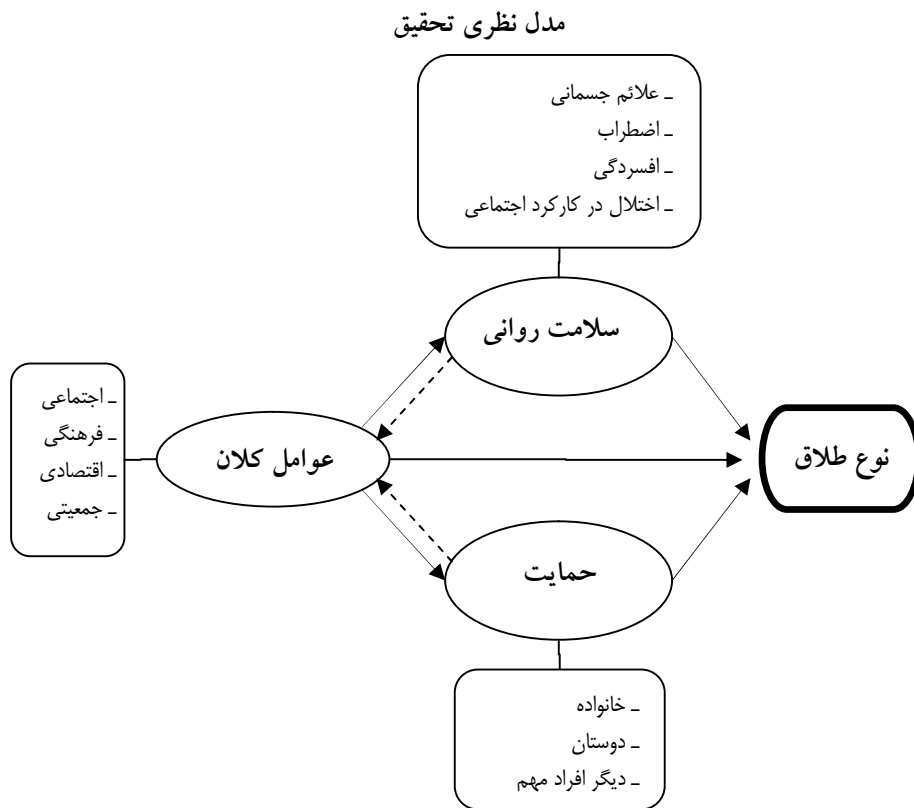 مدل نظری تحقیق
ـ علائم جسمانی
ـ اضطراب
ـ افسردگی
ـ اختلال در کارکرد اجتماعی
سلامت روانی
ـ اجتماعی
ـ فرهنگی
ـ اقتصادی
ـ جمعیتی
عوامل کلان
نوع طلاق
حمایت
ـ خانواده
ـ دوستان
ـ دیگر افراد مهم